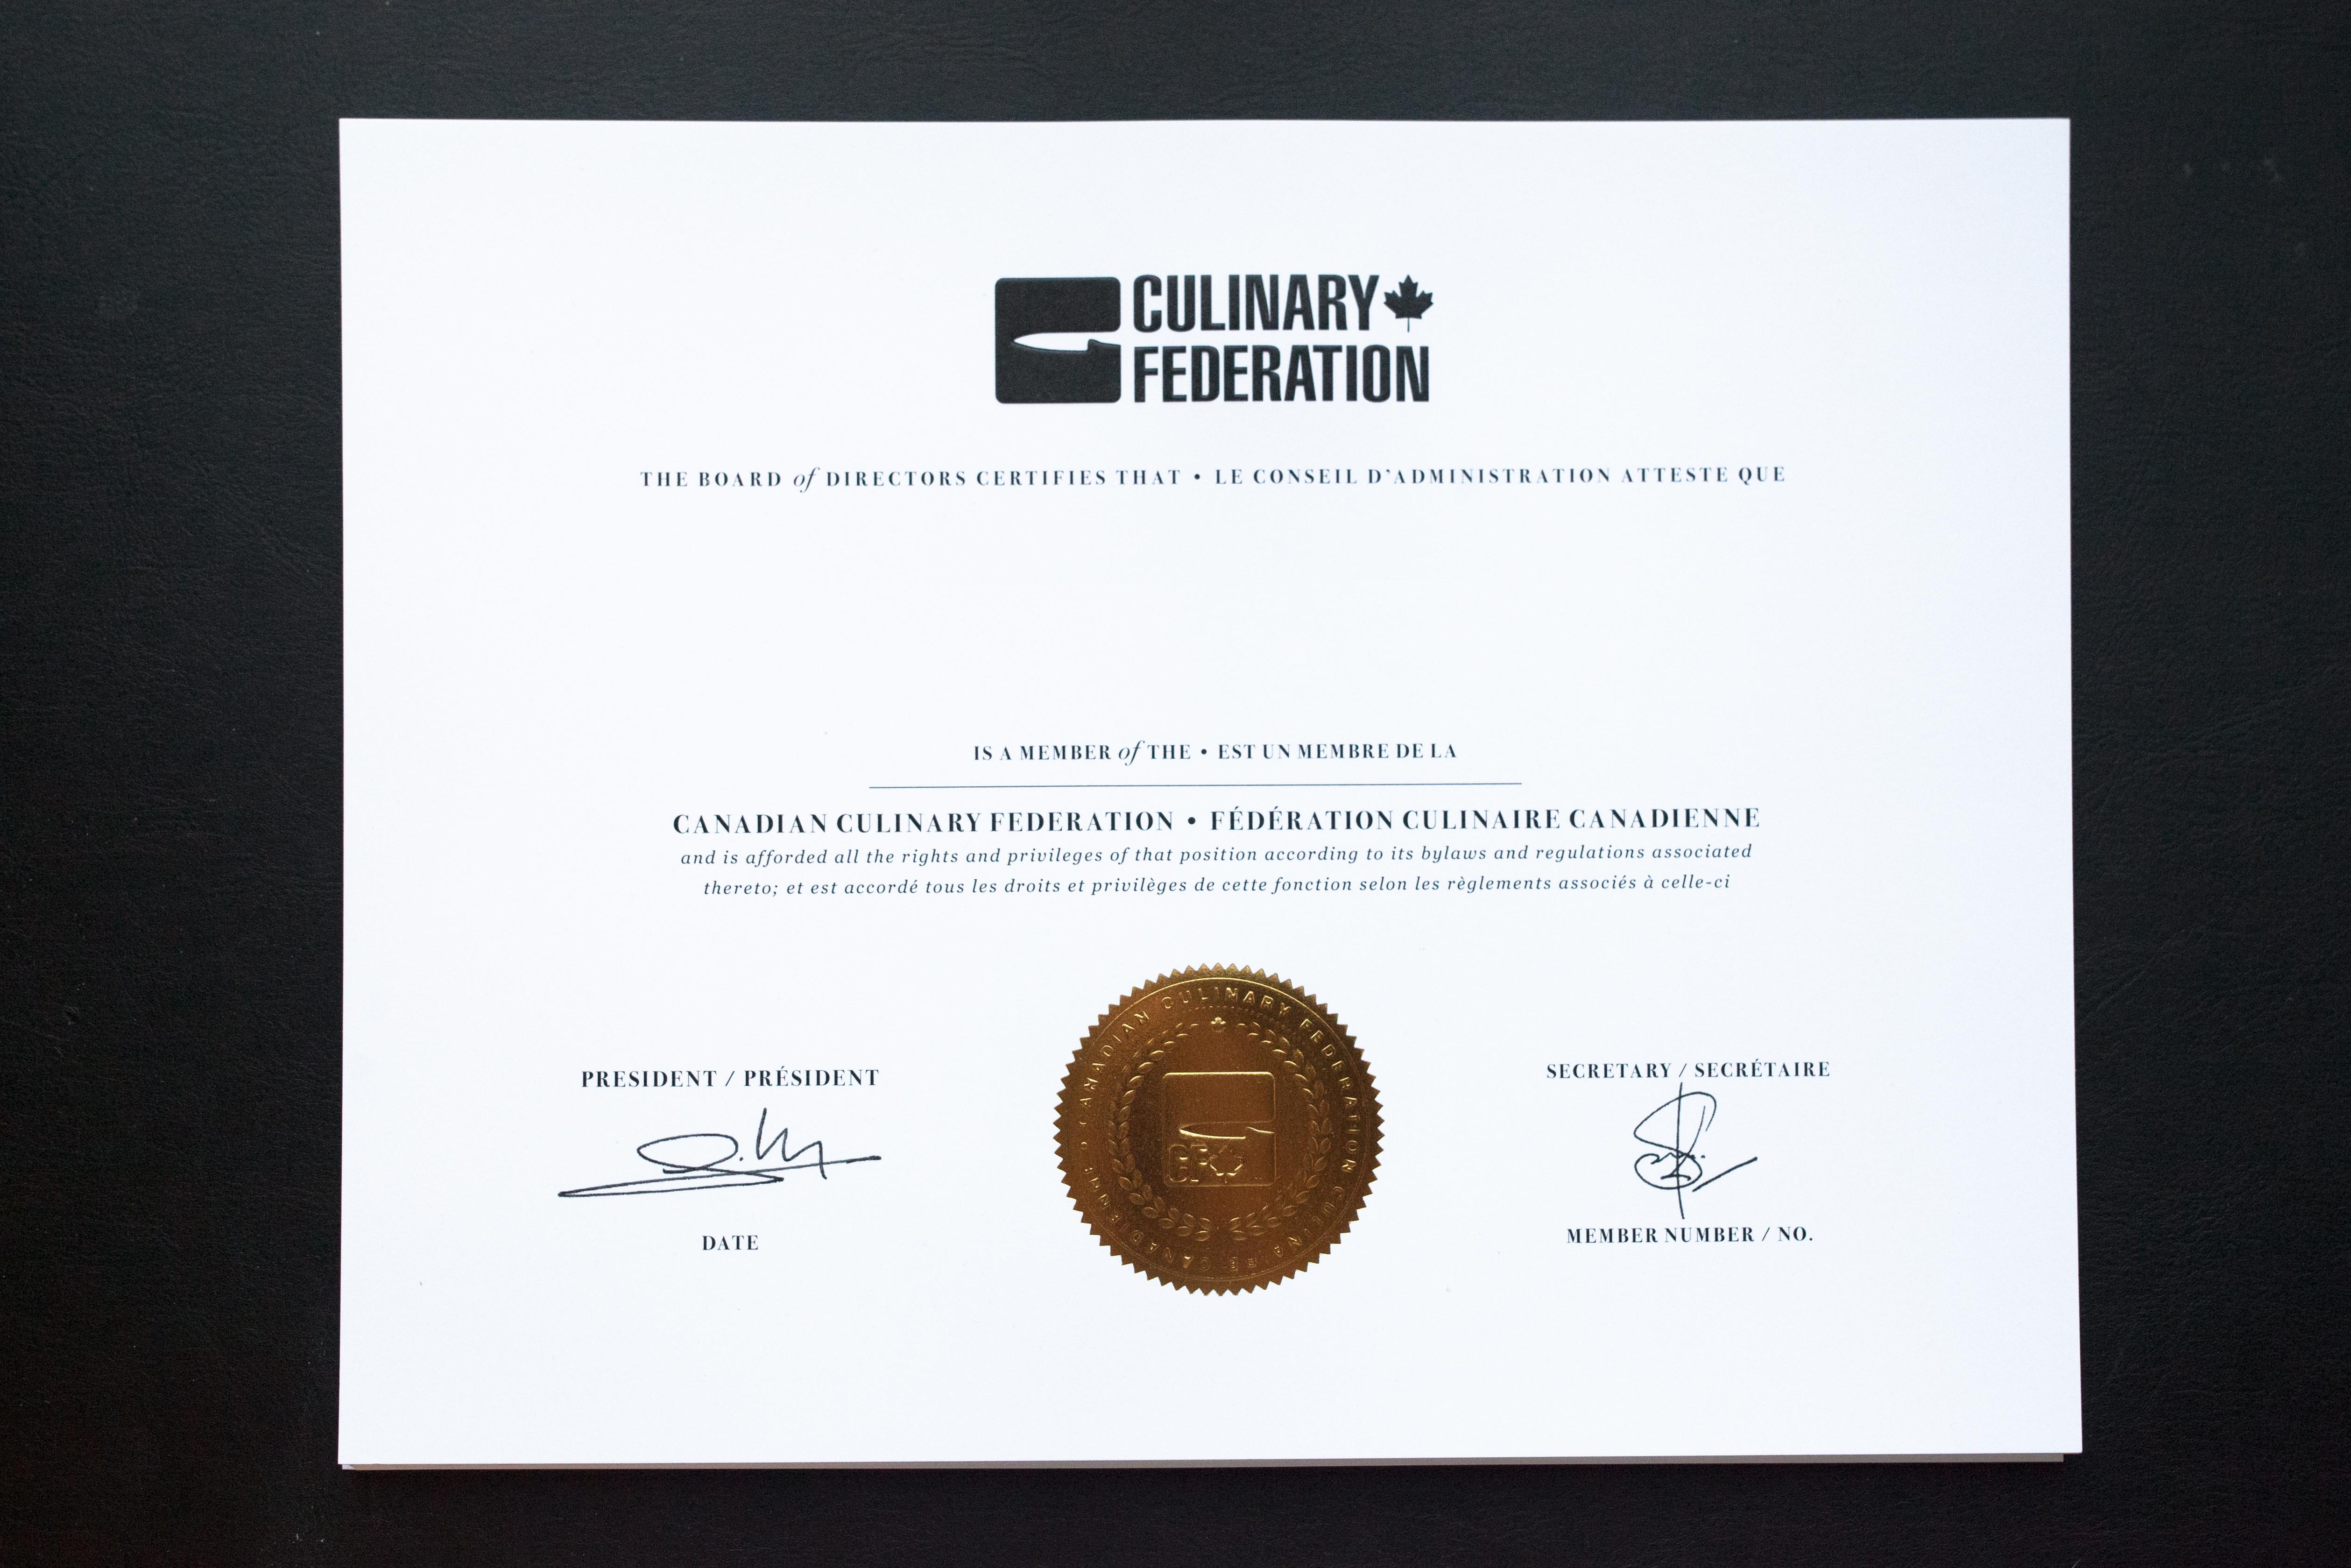 CULINARY
FEDERATION
THE BOARD of DIRECTORS CERTIFIES THAT • LE CONSEIL D'ADMINISTRATION ATTESTE QUE
IS A MEMBER of THE • EST UN MEMBRE DE LA
CANADIAN CULINARY FEDERATION • FÉDÉRATION CULINAIRE CANADIENNE
and is afforded all the rights and privileges of that position according to its bylaws and regulations associated
thereto; et est accordé tous les droits et privilèges de cette fonction selon les règlements associés à celle-ci
PRESIDENT / PRÉSIDENT
SECRETARY / SECRÉTAIRE
CANADIAN CULINARY FEDERATION
CF
DATE
MEMBER NUMBER / NO.